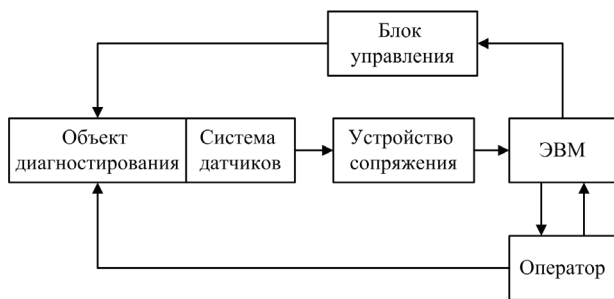 Блок
управления
Объект
диагностирования
Система
датчиков
Устройство
сопряжения
ЭВМ
Оператор